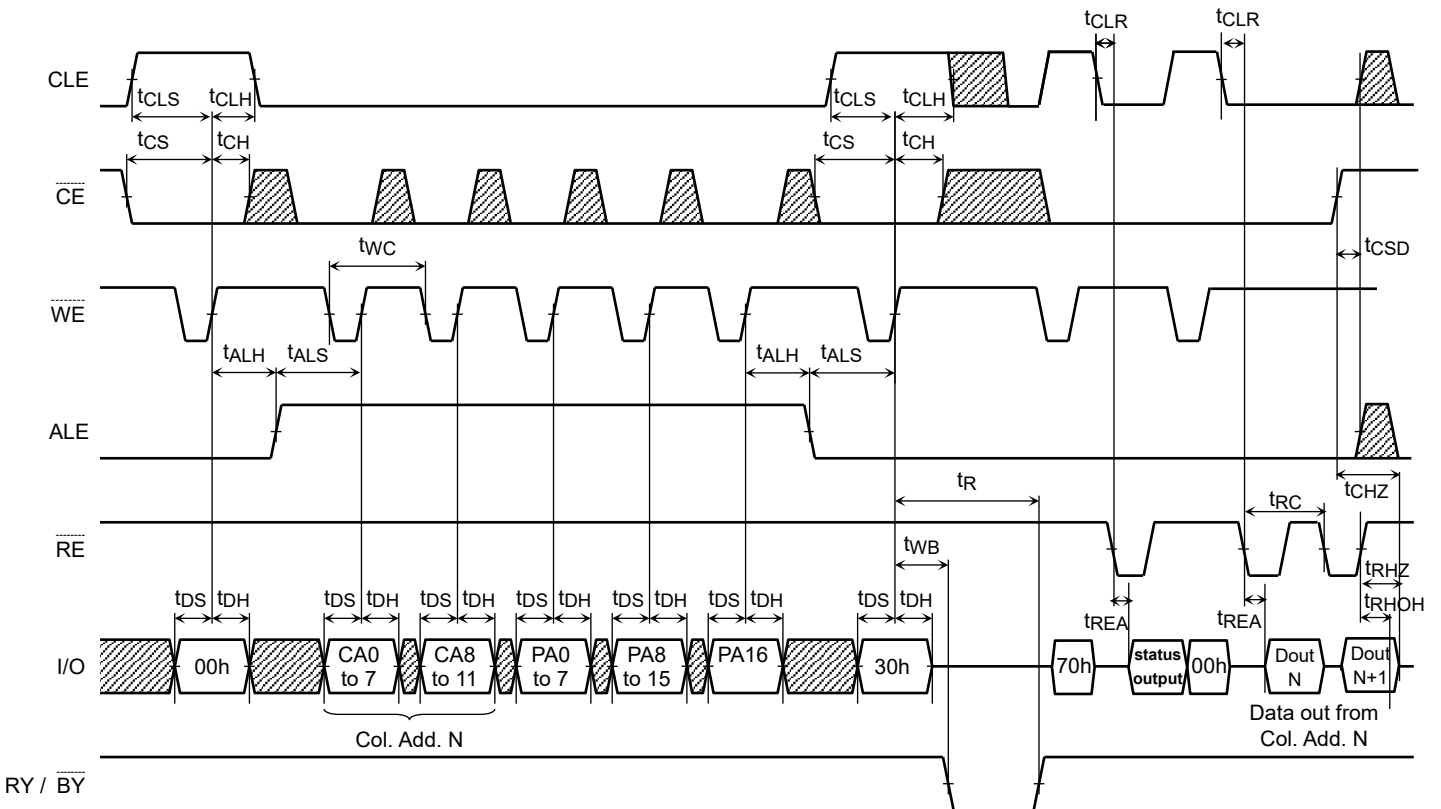 tCLR tCLR
CLE
tCLS tCLH tCLS tCLH
tCS tCH tCS tCH
CE
tWC tCSD
WE
tALH tALS tALH tALS
ALE
tR tCHZ
tRC
RE
tWB tRHZ
tDS tDH tDS tDH tDS tDH tDS tDH tDS tDH tDS tDH tDS tDH tREA tREA tRHOH
I/O 00h CA0 to 7 CA8 to 11 PA0 to 7 PA8 to 15 PA16 30h 70h status output 00h Dout N Dout N+1
Col. Add. N
Data out from
Col. Add. N
RY / BY